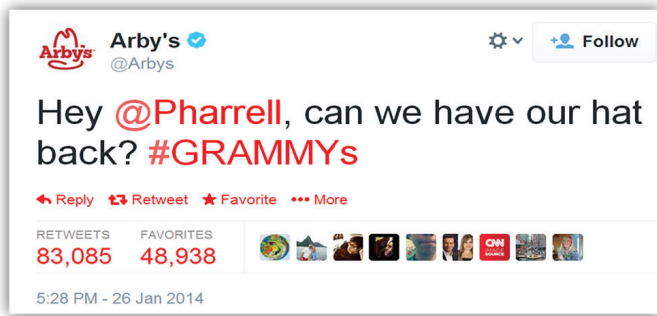 Arby's
Arby's
Follow
@Arbys
Hey @Pharrell, can we have our hat
back? #GRAMMYs
Reply Retweet Favorite More
RETWEETS FAVORITES
83,085 48,938
CNN
5:28 PM - 26 Jan 2014